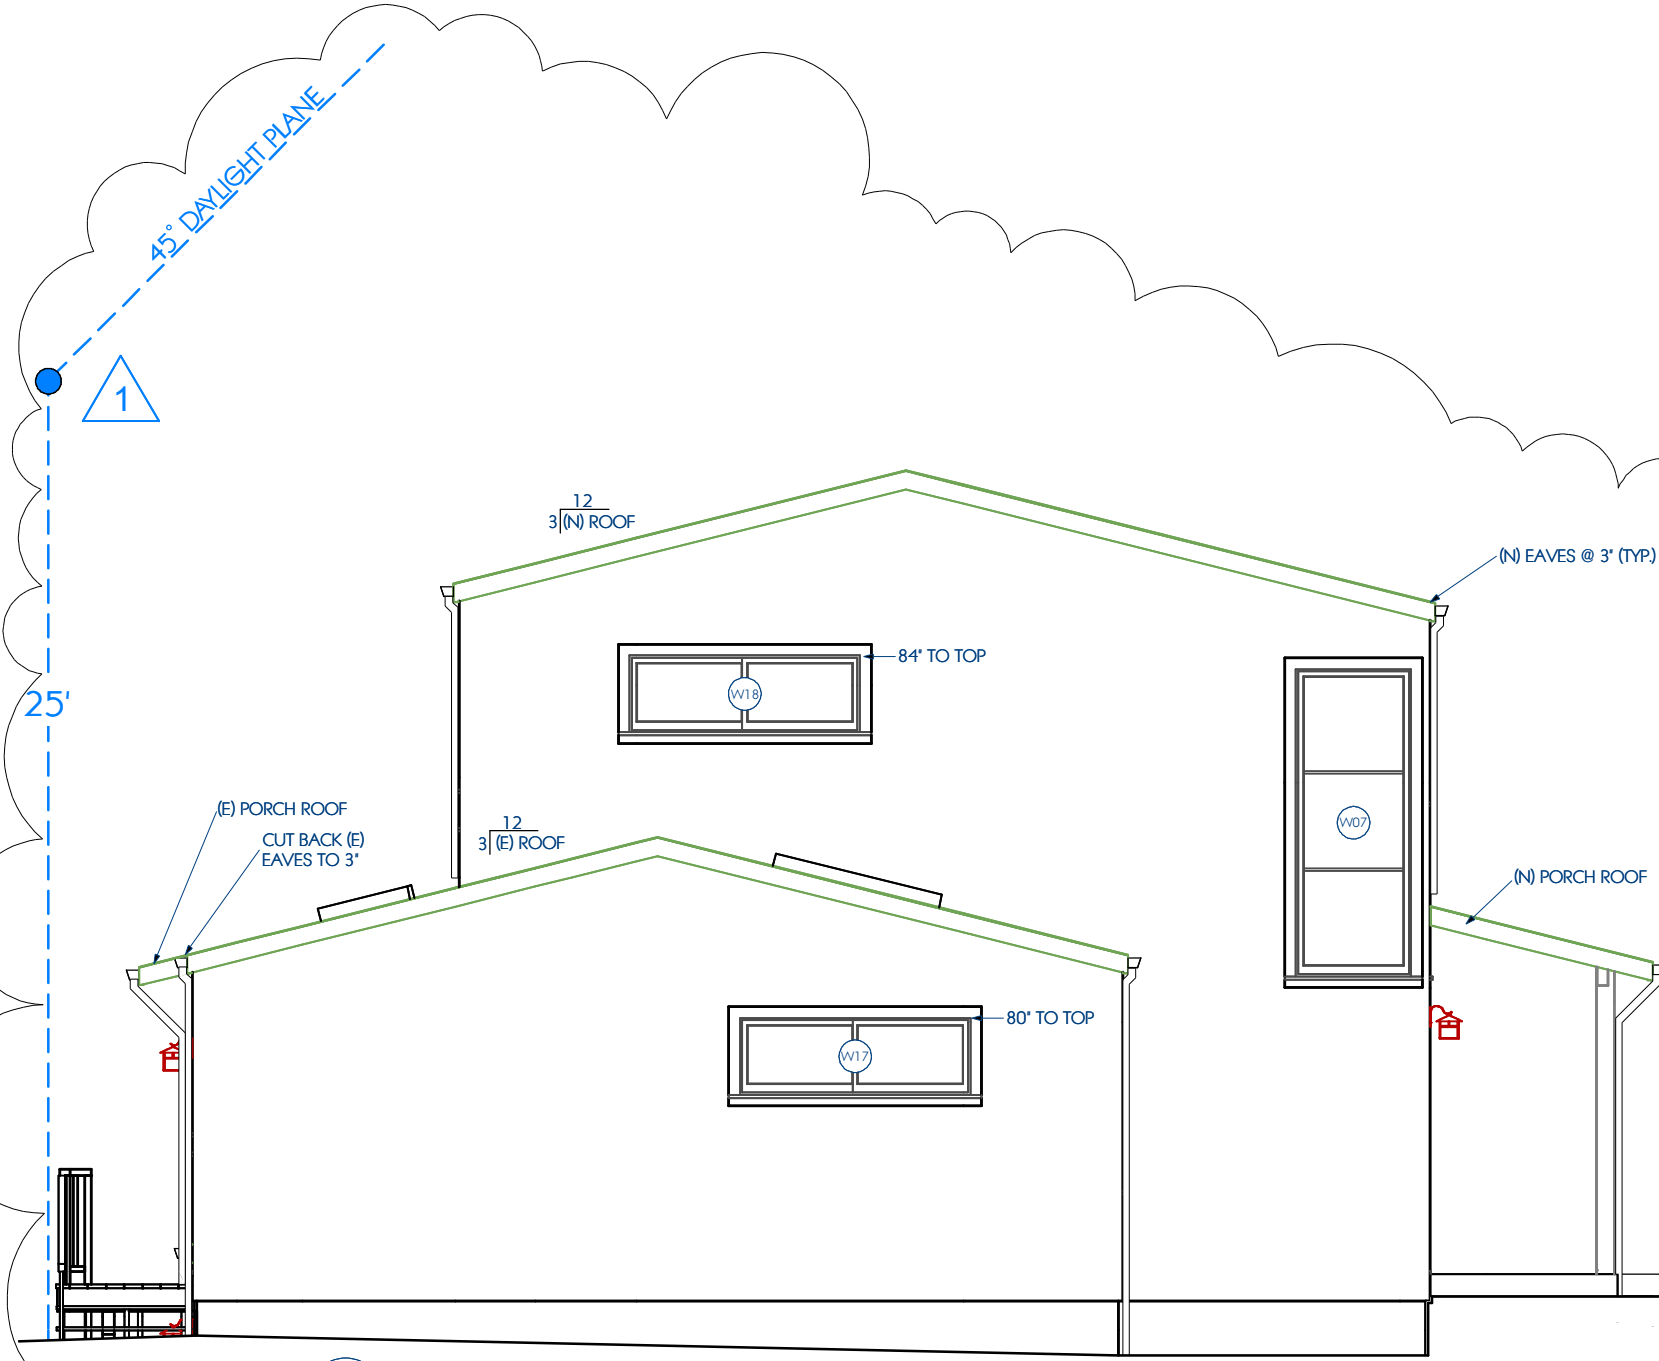 45° DAYLIGHT PLANE
1
12
3 (N) ROOF
(N) EAVES @ 3" (TYP.)
84" TO TOP
W18
25'
(E) PORCH ROOF
CUT BACK (E)
EAVES TO 3"
12
3 (E) ROOF
W07
(N) PORCH ROOF
80" TO TOP
W17